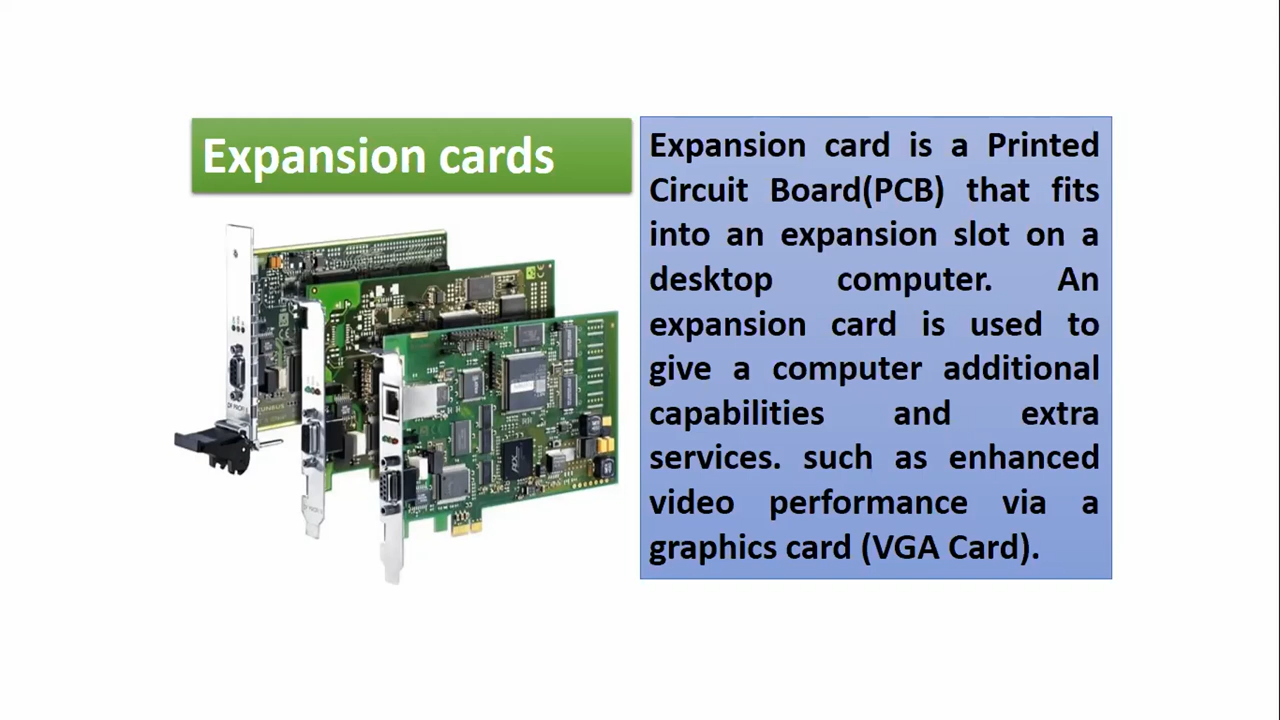 Expansion cards
Expansion card is a Printed
Circuit Board(PCB) that fits
into an expansion slot on a
desktop computer. An
expansion card is used to
give a computer additional
capabilities and extra
services. such as enhanced
video performance via a
graphics card (VGA Card).